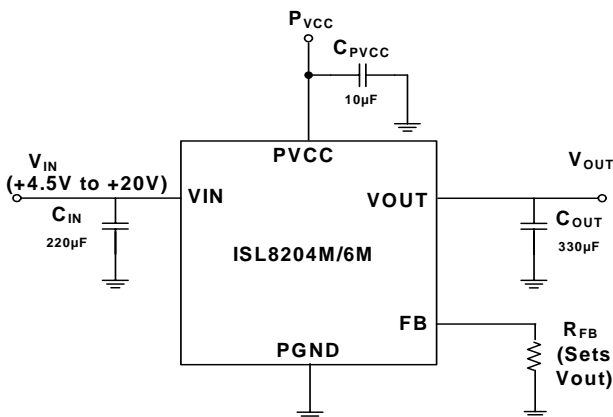 PVCC
CPVCC
10µF
PVCC
VIN
(+4.5V to +20V)
VIN
CIN
220µF
ISL8204M/6M
VOUT
VOUT
COUT
330µF
FB
RFB
(Sets
Vout)
PGND